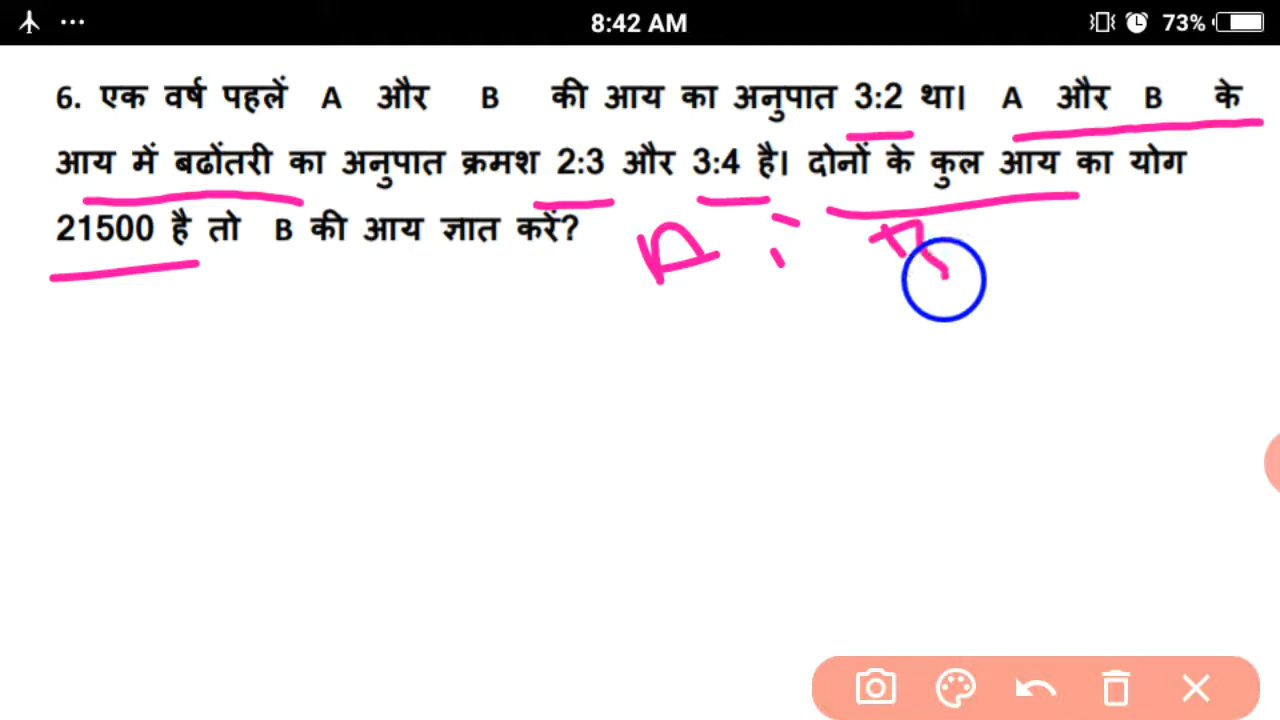 8:42 AM 73%
6. एक वर्ष पहलें A और B की आय का अनुपात 3:2 था। A और B के
आय में बढोंतरी का अनुपात क्रमश 2:3 और 3:4 है। दोनों के कुल आय का योग
21500 है तो B की आय ज्ञात करें?
A :